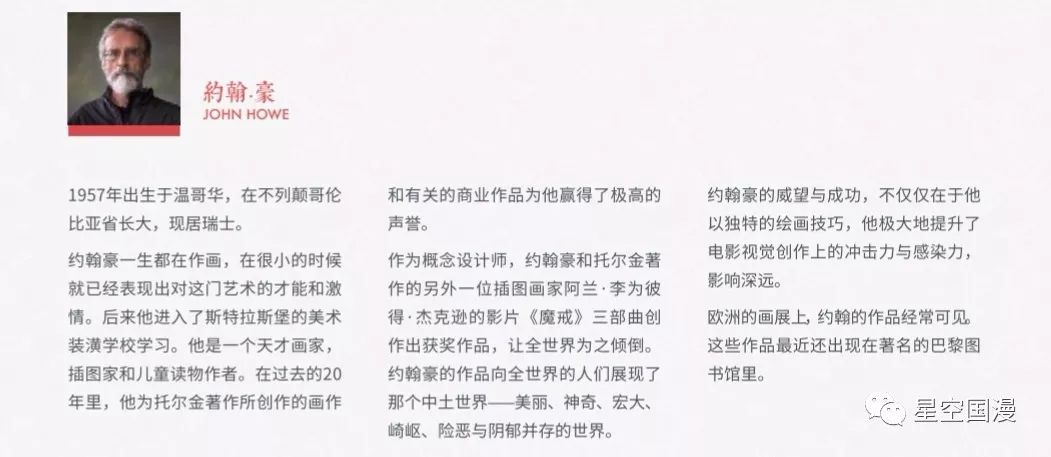 約翰·豪
JOHN HOWE
1957年出生于温哥华，在不列颠哥伦
比亚省长大，现居瑞士。
约翰豪一生都在作画，在很小的时候
就已经表现出对这门艺术的才能和激
情。后来他进入了斯特拉斯堡的美术
装潢学校学习。他是一个天才画家，
插图家和儿童读物作者。在过去的20
年里，他为托尔金著作所创作的画作
和有关的商业作品为他赢得了极高的
声誉。
作为概念设计师，约翰豪和托尔金著
作的另外一位插图画家阿兰·李为彼
得·杰克逊的影片《魔戒》三部曲创
作出获奖作品，让全世界为之倾倒。
约翰豪的作品向全世界的人们展现了
那个中土世界——美丽、神奇、宏大、
崎岖、险恶与阴郁并存的世界。
约翰豪的威望与成功，不仅仅在于他
以独特的绘画技巧，他极大地提升了
电影视觉创作上的冲击力与感染力，
影响深远。
欧洲的画展上，约翰的作品经常可见。
这些作品最近还出现在著名的巴黎图
书馆里。
星空国漫